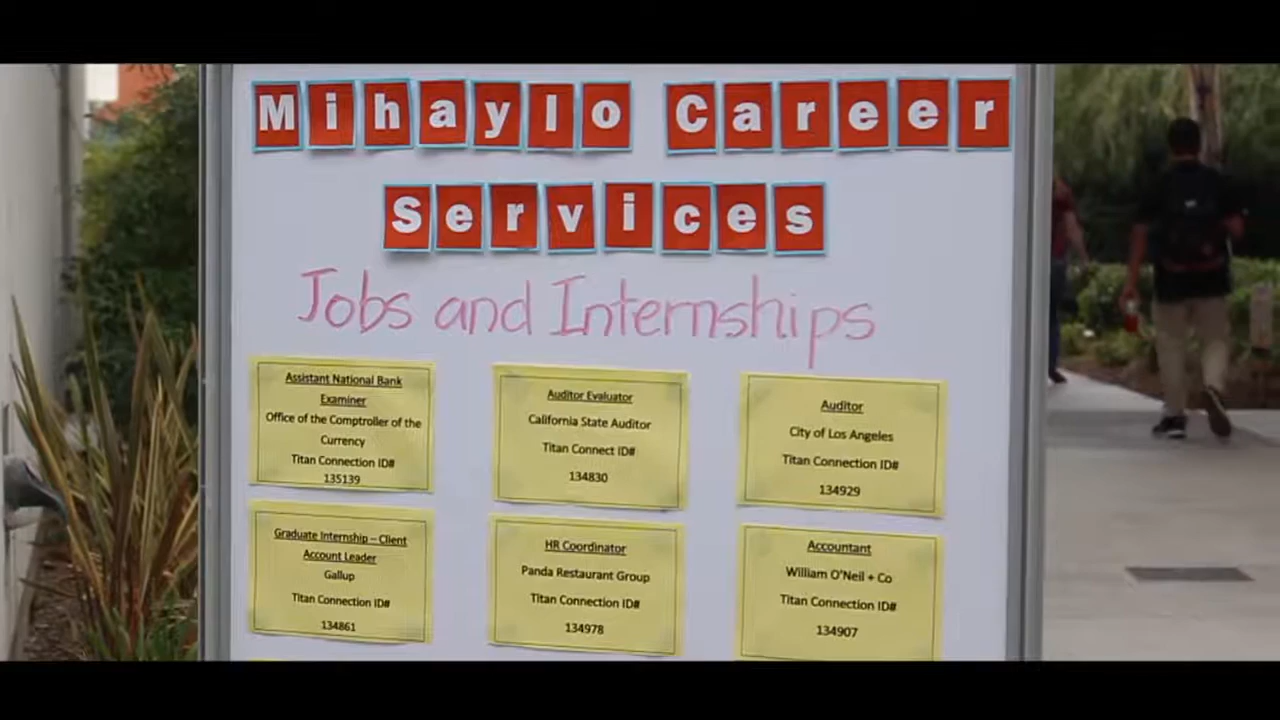 Mihaylo Career
Services
Jobs and Internships
Assistant National Bank
Examiner
Office of the Comptroller of the
Currency
Titan Connection ID#
135139
Auditor Evaluator
California State Auditor
Titan Connect ID#
134830
Auditor
City of Los Angeles
Titan Connection ID#
134929
Graduate Internship – Client
Account Leader
Gallup
Titan Connection ID#
134861
HR Coordinator
Panda Restaurant Group
Titan Connection ID#
134978
Accountant
William O'Neil + Co
Titan Connection ID#
134907